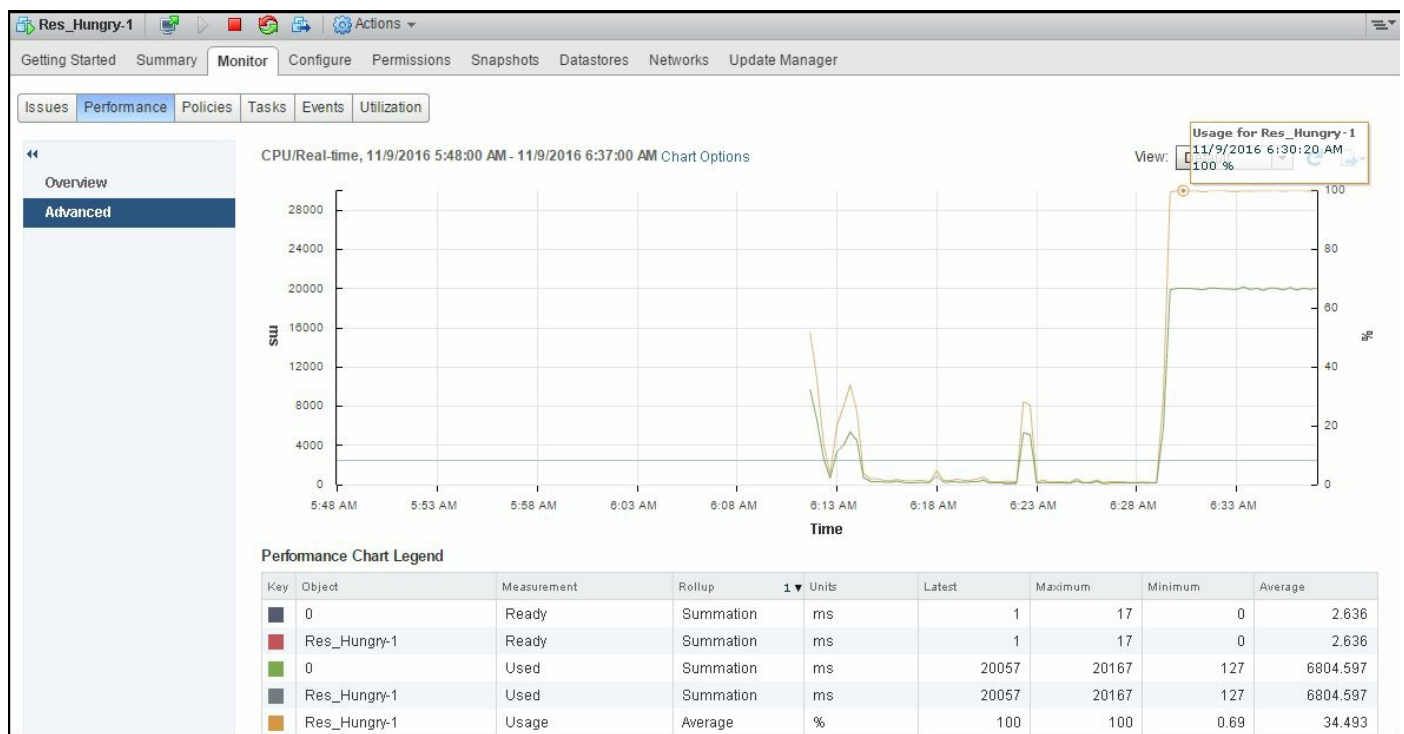 Res_Hungry-1 Actions
Getting Started Summary Monitor Configure Permissions Snapshots Datastores Networks Update Manager
Issues Performance Policies Tasks Events Utilization
Overview
Advanced
CPU/Real-time, 11/9/2016 5:48:00 AM - 11/9/2016 6:37:00 AM Chart Options
View:
Usage for Res_Hungry-1
11/9/2016 6:30:20 AM
100 %
28000
24000
20000
16000
12000
8000
4000
0
ms
100
80
60
40
20
0
%
5:48 AM 5:53 AM 5:58 AM 6:03 AM 6:08 AM 6:13 AM 6:18 AM 6:23 AM 6:28 AM 6:33 AM
Time
Performance Chart Legend
Key Object Measurement Rollup 1 Units Latest Maximum Minimum Average
0 Ready Summation ms 1 17 0 2.636
Res_Hungry-1 Ready Summation ms 1 17 0 2.636
0 Used Summation ms 20057 20167 127 6804.597
Res_Hungry-1 Used Summation ms 20057 20167 127 6804.597
Res_Hungry-1 Usage Average % 100 100 0.69 34.493